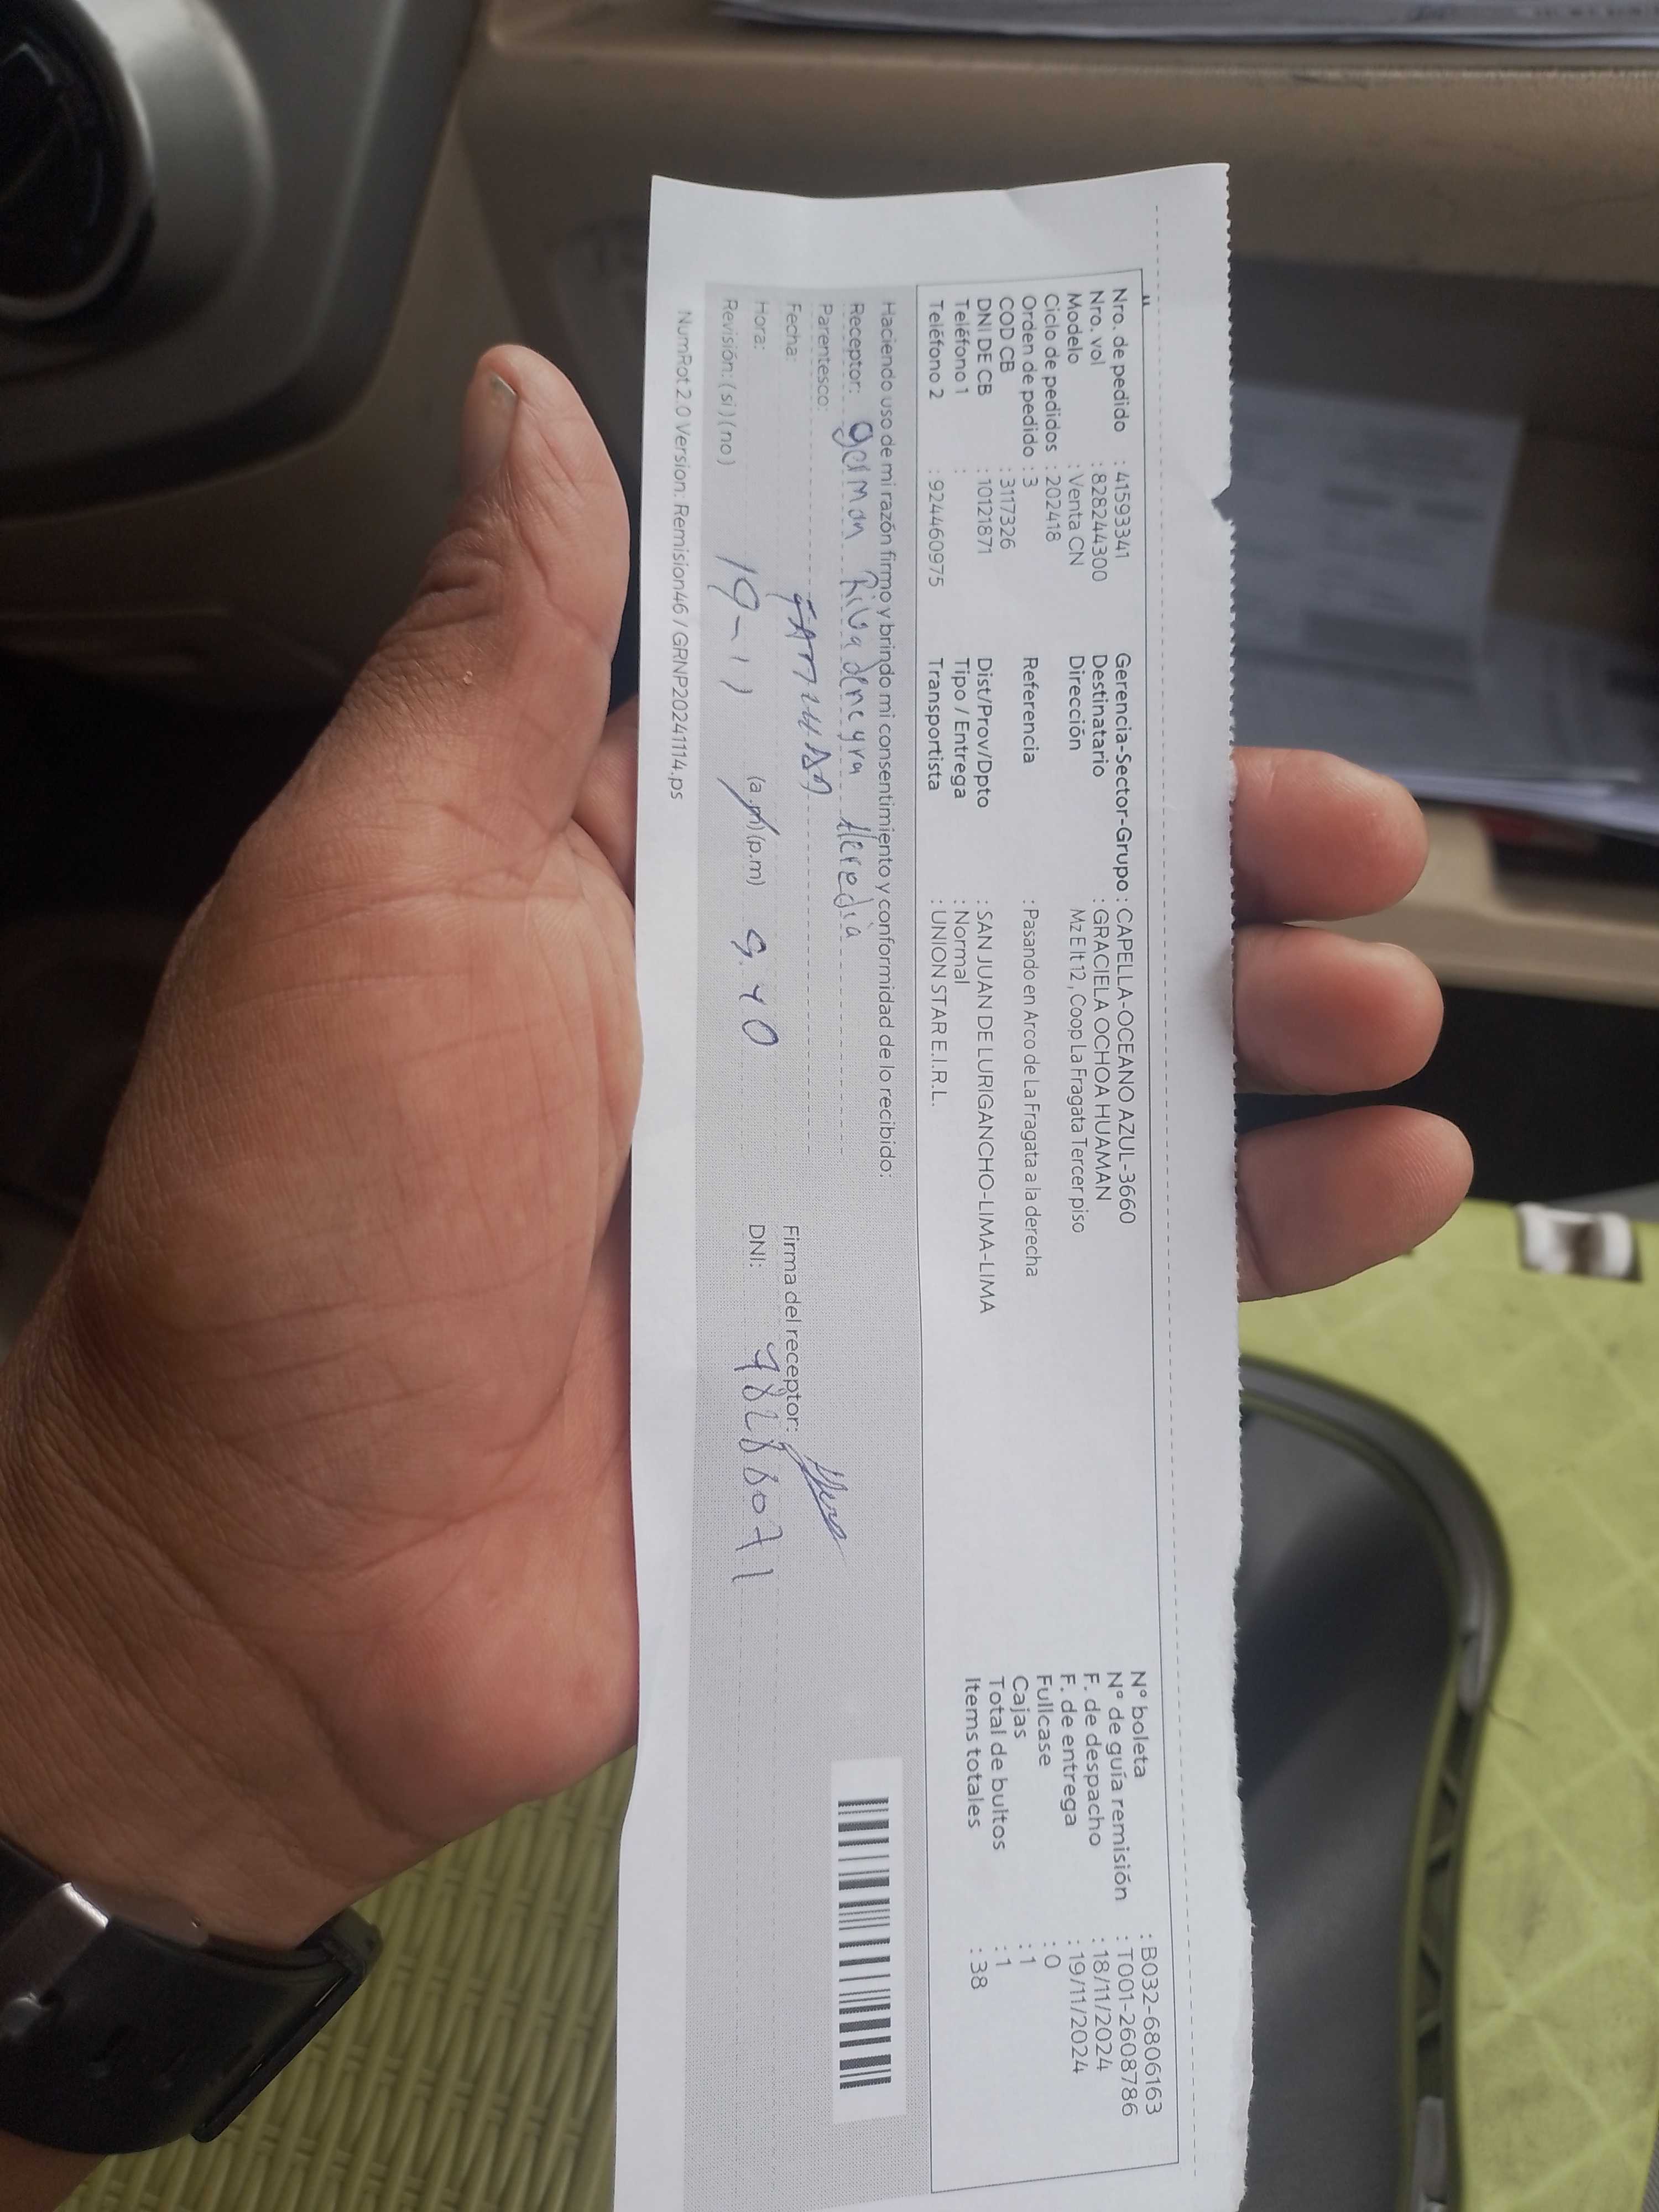 Nro. de pedido : 41593341
Nro. vol : 828244300
Modelo : Venta CN
Ciclo de pedidos : 202418
Orden de pedido : 3
COD CB : 3117326
DNI DE CB : 10121871
Teléfono 1 :
Teléfono 2 : 924460975
Gerencia-Sector-Grupo : CAPELLA-OCEANO AZUL-3660
Destinatario : GRACIELA OCHOA HUAMAN
Dirección Mz E lt 12 , Coop La Fragata Tercer piso
Referencia : Pasando en Arco de La Fragata a la derecha
Dist/Prov/Dpto : SAN JUAN DE LURIGANCHO-LIMA-LIMA
Tipo / Entrega : Normal
Transportista : UNION STAR E.I.R.L.
N° boleta : B032-6806163
N° de guía remisión : T001-2608786
F. de despacho : 18/11/2024
F. de entrega : 19/11/2024
Fullcase : 0
Cajas : 1
Total de bultos : 1
Items totales : 38
Haciendo uso de mi razón firmo y brindo mi consentimiento y conformidad de lo recibido:
Receptor: german Rivadeneyra Heredia
Parentesco:
Fecha: 19-11
Hora: (a.m) (p.m)
Revisión: (si) (no)
Firma del receptor:
DNI:
NumRot 2.0 Version. Remision46 / GRNP20241114.ps